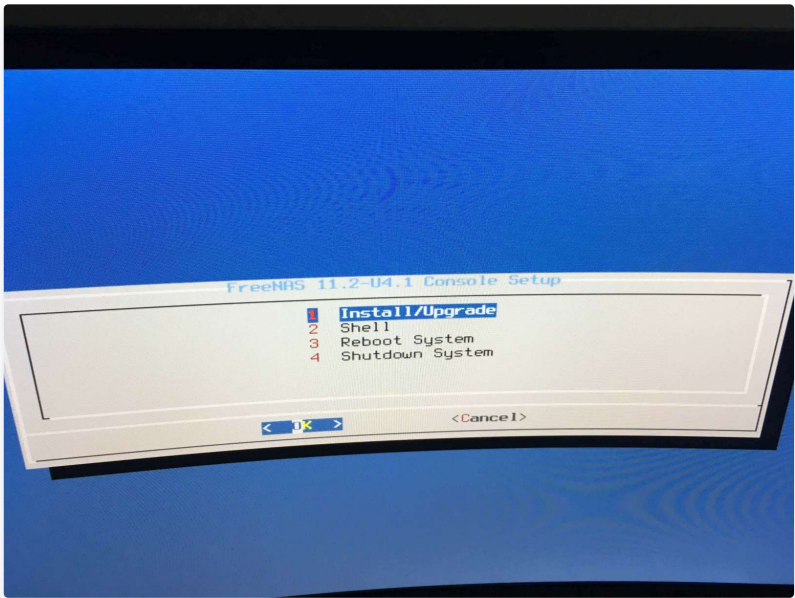 FreeNAS 11.2-U4.1 Console Setup
1 Install/Upgrade
2 Shell
3 Reboot System
4 Shutdown System
< OK > <Cancel>